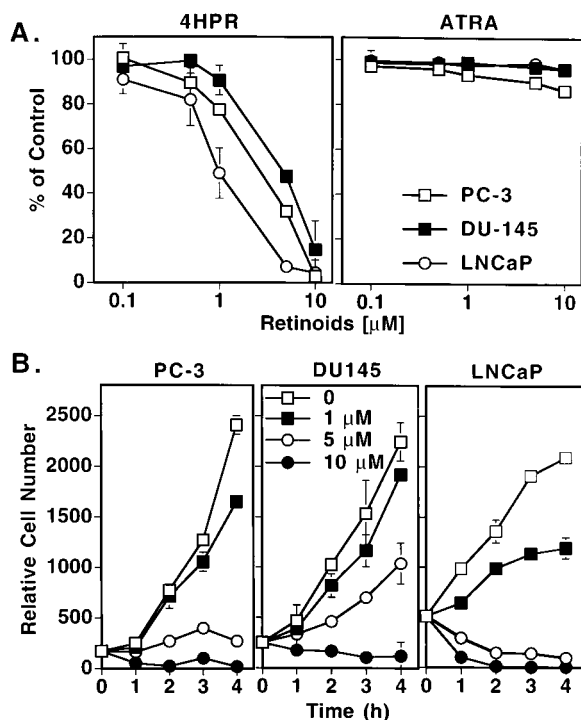 A.
4HPR
ATRA
% of Control
100
80
60
40
20
0
PC-3
DU-145
LNCaP
0.1
1
10
0.1
1
10
Retinoids [μM]
B.
PC-3
DU145
LNCaP
Relative Cell Number
2500
2000
1500
1000
500
0
0
1 μM
5 μM
10 μM
0 1 2 3 4
0 1 2 3 4
0 1 2 3 4
Time (h)